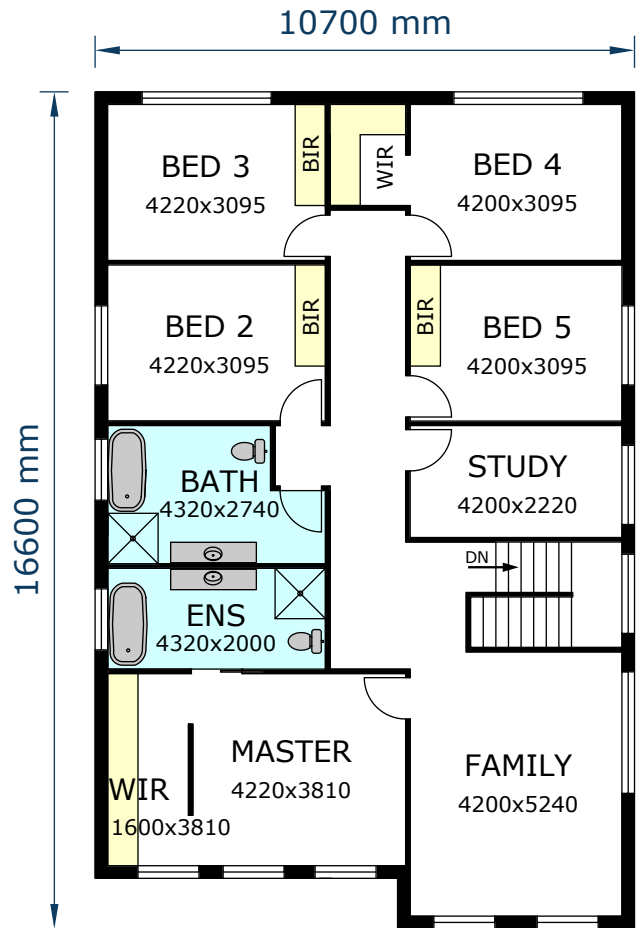 10700 mm
16600 mm
BED 3
4220x3095
BIR
WIR
BED 4
4200x3095
BED 2
4220x3095
BIR
BIR
BED 5
4200x3095
BATH
4320x2740
STUDY
4200x2220
DN
ENS
4320x2000
MASTER
4220x3810
WIR
1600x3810
FAMILY
4200x5240